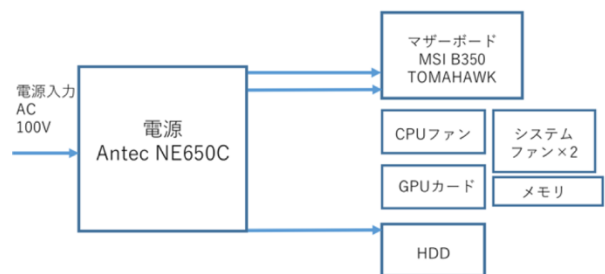 電源入力
AC
100V
電源
Antec NE650C
マザーボード
MSI B350
TOMAHAWK
CPUファン
システム
ファン×2
GPUカード
メモリ
HDD